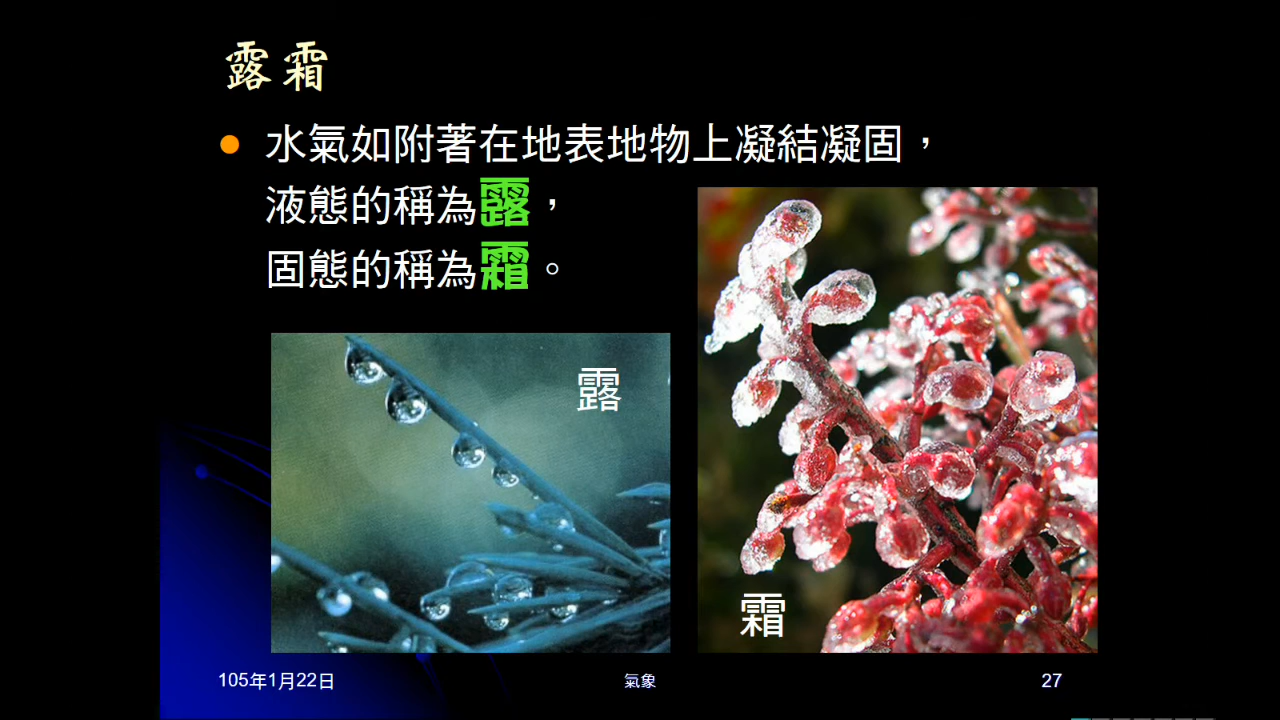 露霜
水氣如附著在地表地物上凝結凝固，
液態的稱為露，
固態的稱為霜。
露
霜
105年1月22日
氣象
27